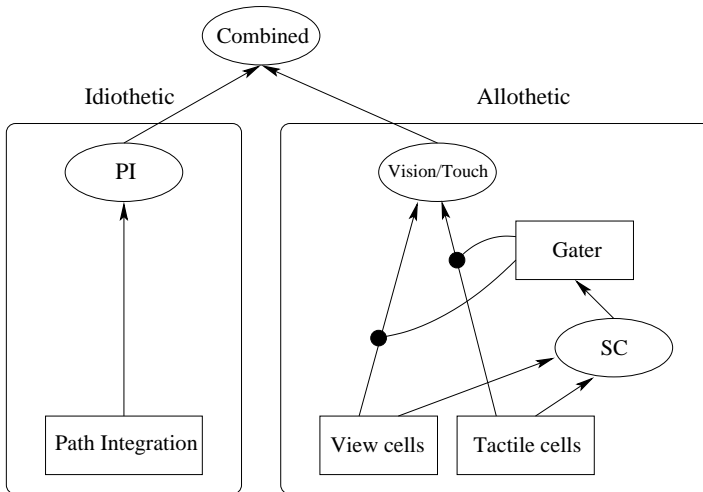 Combined
Idiothetic
Allothetic
PI
Vision/Touch
Gater
SC
Path Integration
View cells
Tactile cells